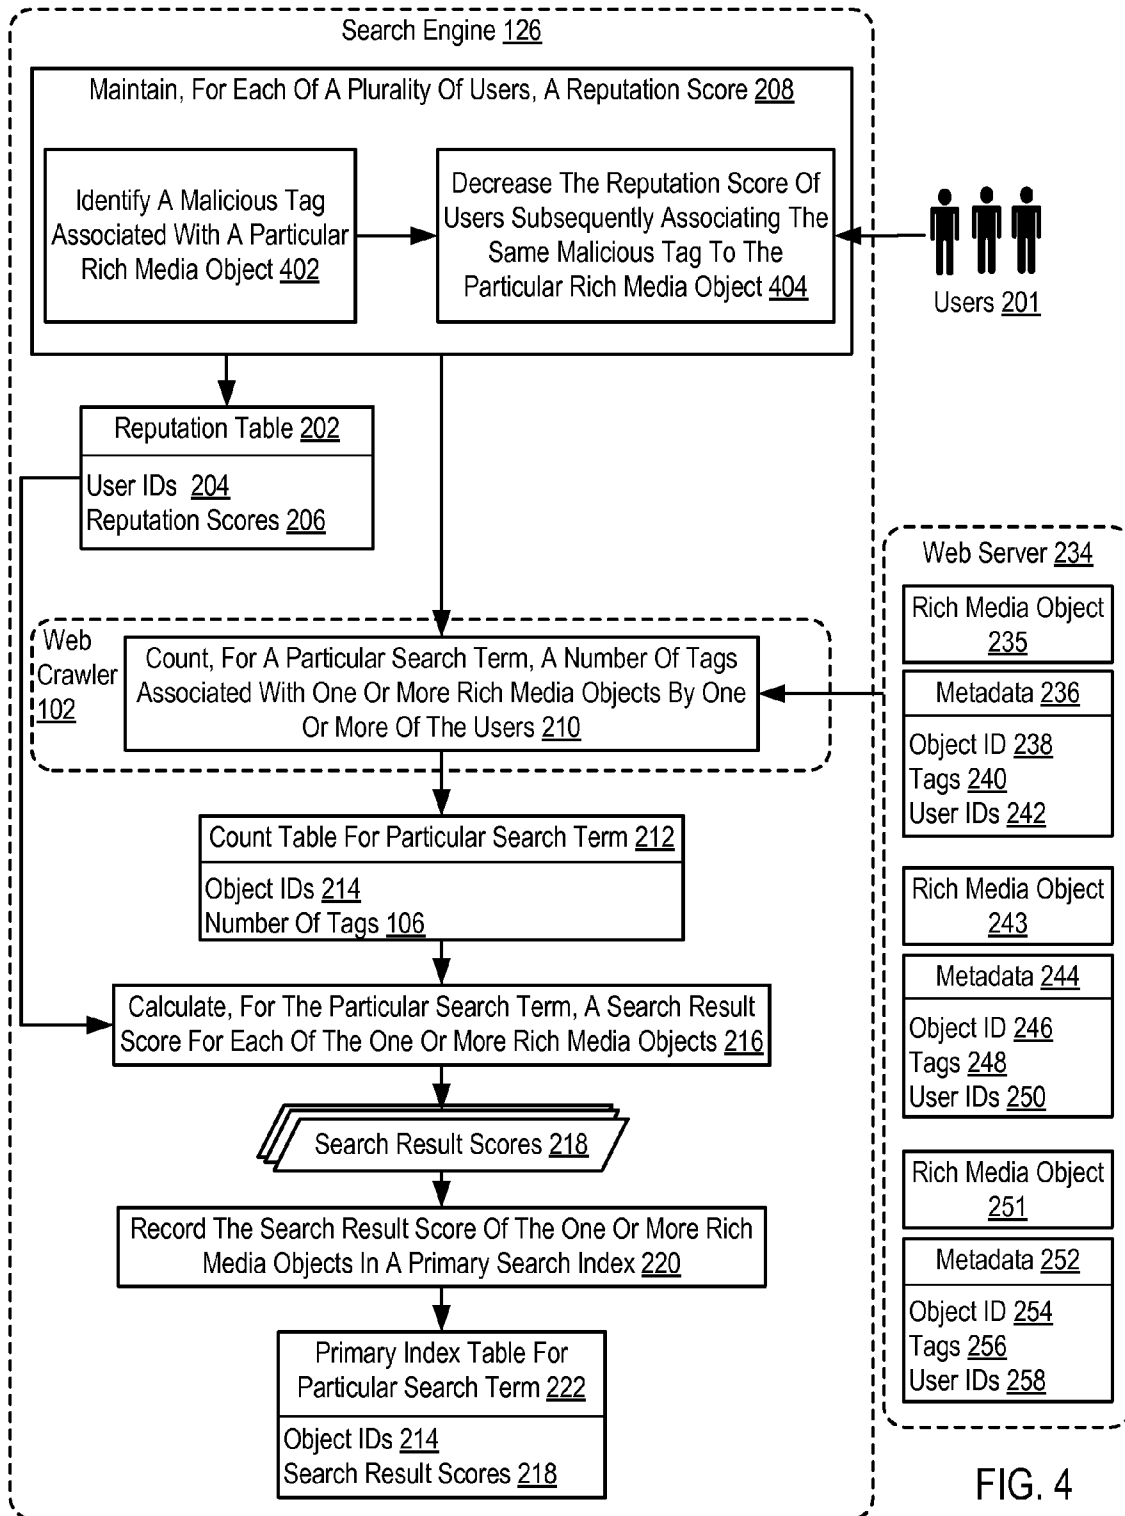 Search Engine 126
Maintain, For Each Of A Plurality Of Users, A Reputation Score 208
Identify A Malicious Tag
Associated With A Particular
Rich Media Object 402
Decrease The Reputation Score Of
Users Subsequently Associating The
Same Malicious Tag To The
Particular Rich Media Object 404
Users 201
Reputation Table 202
User IDs 204
Reputation Scores 206
Web
Crawler
102
Count, For A Particular Search Term, A Number Of Tags
Associated With One Or More Rich Media Objects By One
Or More Of The Users 210
Count Table For Particular Search Term 212
Object IDs 214
Number Of Tags 106
Calculate, For The Particular Search Term, A Search Result
Score For Each Of The One Or More Rich Media Objects 216
Search Result Scores 218
Record The Search Result Score Of The One Or More Rich
Media Objects In A Primary Search Index 220
Primary Index Table For
Particular Search Term 222
Object IDs 214
Search Result Scores 218
Web Server 234
Rich Media Object
235
Metadata 236
Object ID 238
Tags 240
User IDs 242
Rich Media Object
243
Metadata 244
Object ID 246
Tags 248
User IDs 250
Rich Media Object
251
Metadata 252
Object ID 254
Tags 256
User IDs 258
FIG. 4